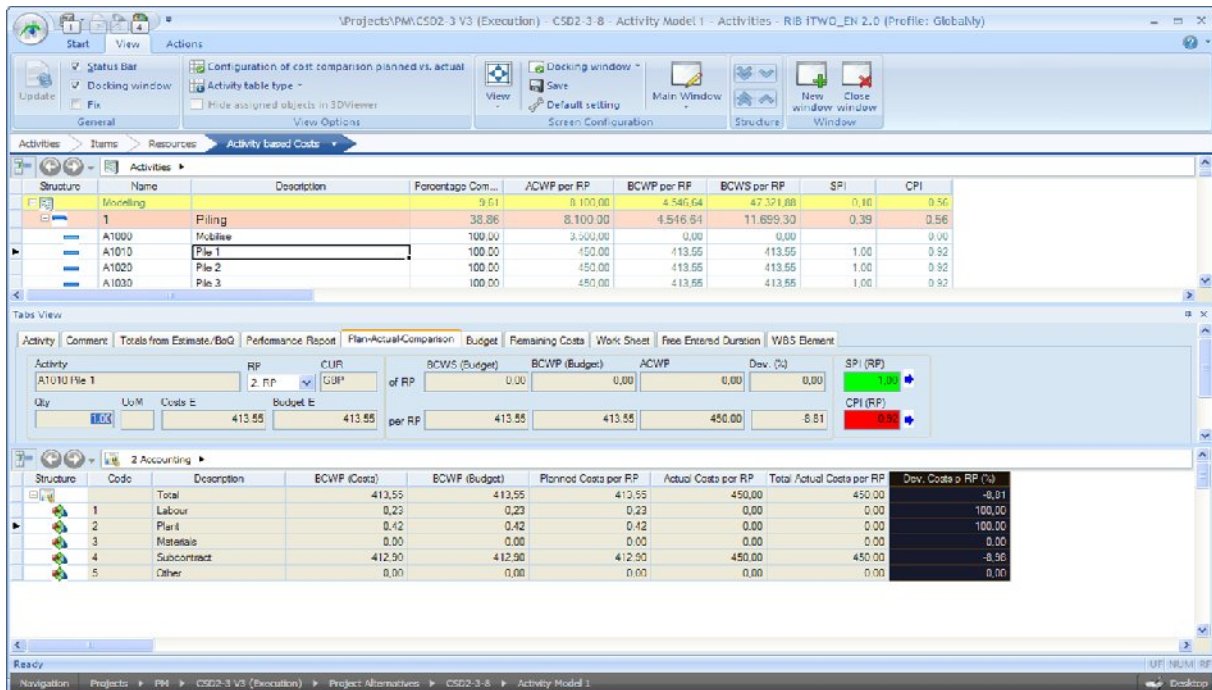 4 \Projects\PM\CSD2-3 V3 (Execution) - CSD2-3-8 - Activity Model 1 - Activities - RIB iTWO_EN 2.0 (Profile: Globally)
Start View Actions
Status Bar Configuration of cost comparison planned vs. actual Docking window
Update Docking window Activity table type View Save Main Window New window Close window
Fix Hide assigned objects in 3DViewer Default setting
General View Options Screen Configuration Structure Window
Activities Items Resources Activity based Costs
Activities
Structure Name Description Percentage Com... ACWP per RP BCWP per RP BCWS per RP SPI CPI
Modelling 9,61 8.100,00 4.546,64 47.321,88 0,10 0,56
1 Piling 38,86 8.100,00 4.546,64 11.699,30 0,39 0,56
A1000 Mobilise 100,00 3.500,00 0,00 0,00 0,00
A1010 Pile 1 100,00 450,00 413,55 413,55 1,00 0,92
A1020 Pile 2 100,00 450,00 413,55 413,55 1,00 0,92
A1030 Pile 3 100,00 450,00 413,55 413,55 1,00 0,92
Tabs View
Activity Comment Totals from Estimate/BoQ Performance Report Plan-Actual-Comparison Budget Remaining Costs Work Sheet Free Entered Duration WBS Element
Activity RP CUR BCWS (Budget) BCWP (Budget) ACWP Dev. (%) SPI (RP)
A1010 Pile 1 2. RP GBP of RP 0,00 0,00 0,00 0,00 1,00
Qty UoM Costs E Budget E CPI (RP)
1,00 413,55 413,55 per RP 413,55 413,55 450,00 -8,81 0,92
2 Accounting
Structure Code Description BCWP (Costs) BCWP (Budget) Planned Costs per RP Actual Costs per RP Total Actual Costs per RP Dev. Costs p RP (%)
Total 413,55 413,55 413,55 450,00 450,00 -8,81
1 Labour 0,23 0,23 0,23 0,00 0,00 100,00
2 Plant 0,42 0,42 0,42 0,00 0,00 100,00
3 Materials 0,00 0,00 0,00 0,00 0,00 0,00
4 Subcontract 412,90 412,90 412,90 450,00 450,00 -8,98
5 Other 0,00 0,00 0,00 0,00 0,00 0,00
Ready NUM
Navigation Projects PM CSD2-3 V3 (Execution) Project Alternatives CSD2-3-8 Activity Model 1 Desktop